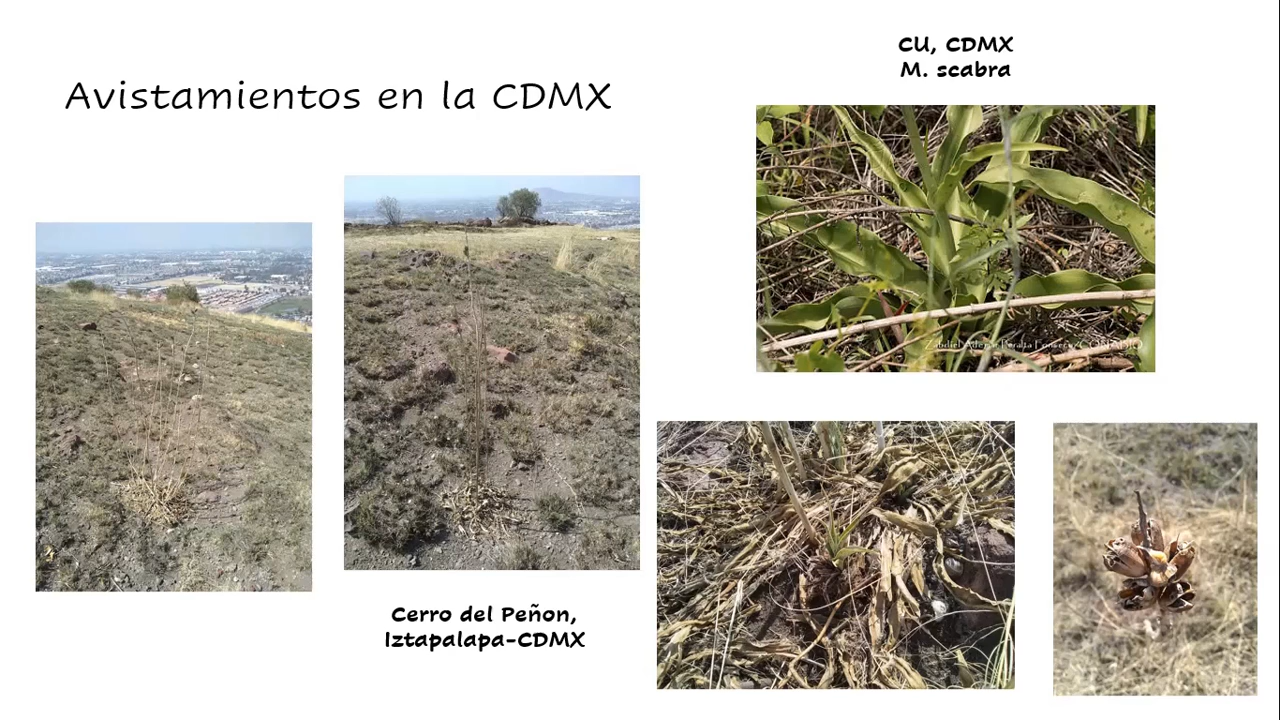 Avistamientos en la CDMX
CU, CDMX
M. scabra
Cerro del Peñon,
Iztapalapa-CDMX